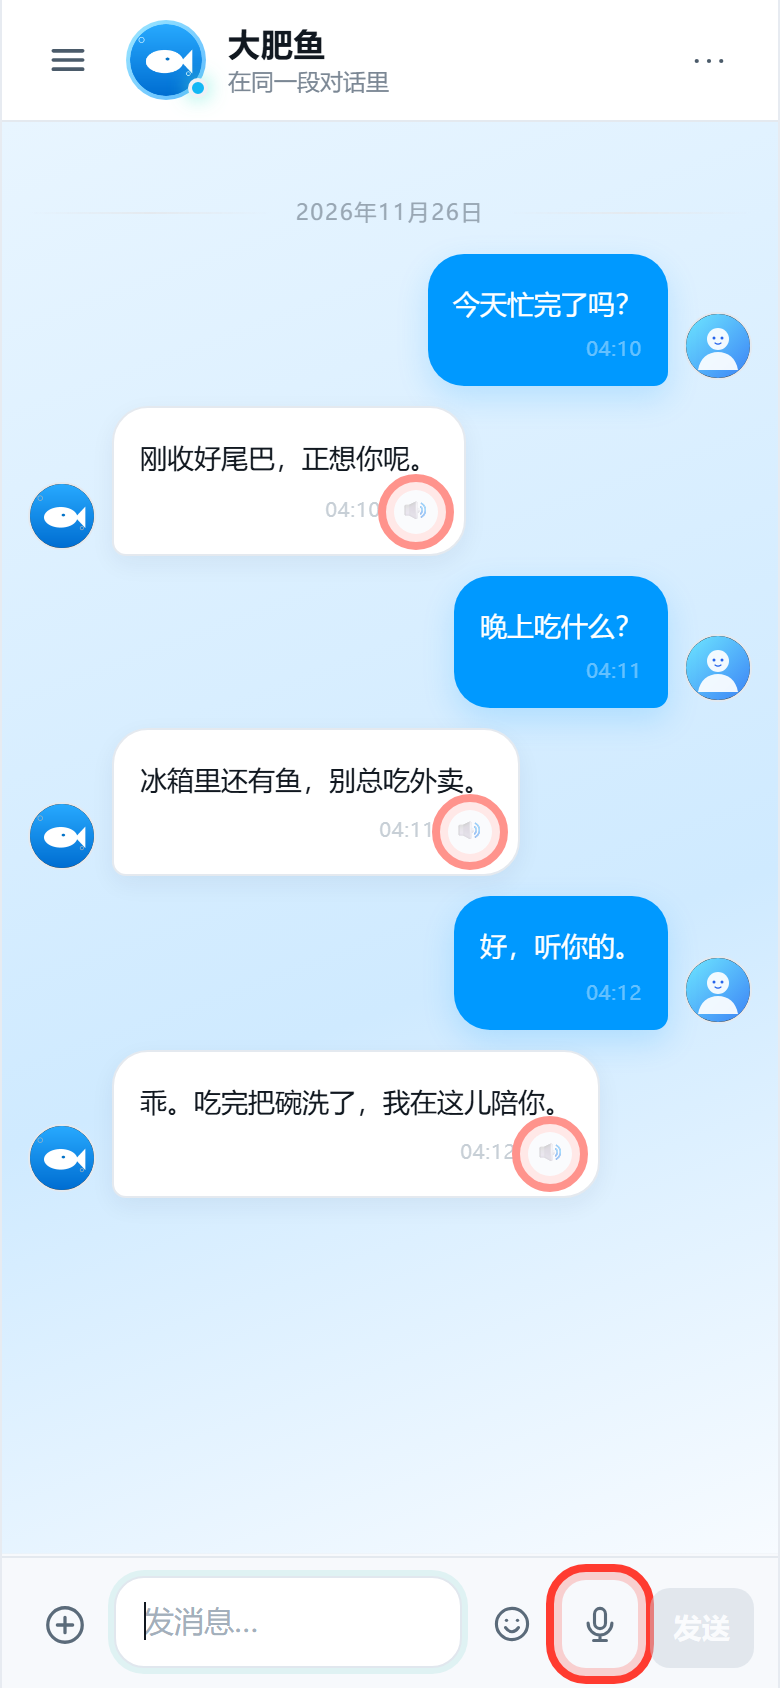 大肥鱼
在同一段对话里
2026年11月26日
今天忙完了吗？
04:10
刚收好尾巴，正想你呢。
04:10
晚上吃什么？
04:11
冰箱里还有鱼，别总吃外卖。
04:11
好，听你的。
04:12
乖。吃完把碗洗了，我在这儿陪你。
04:12
发消息...
发送